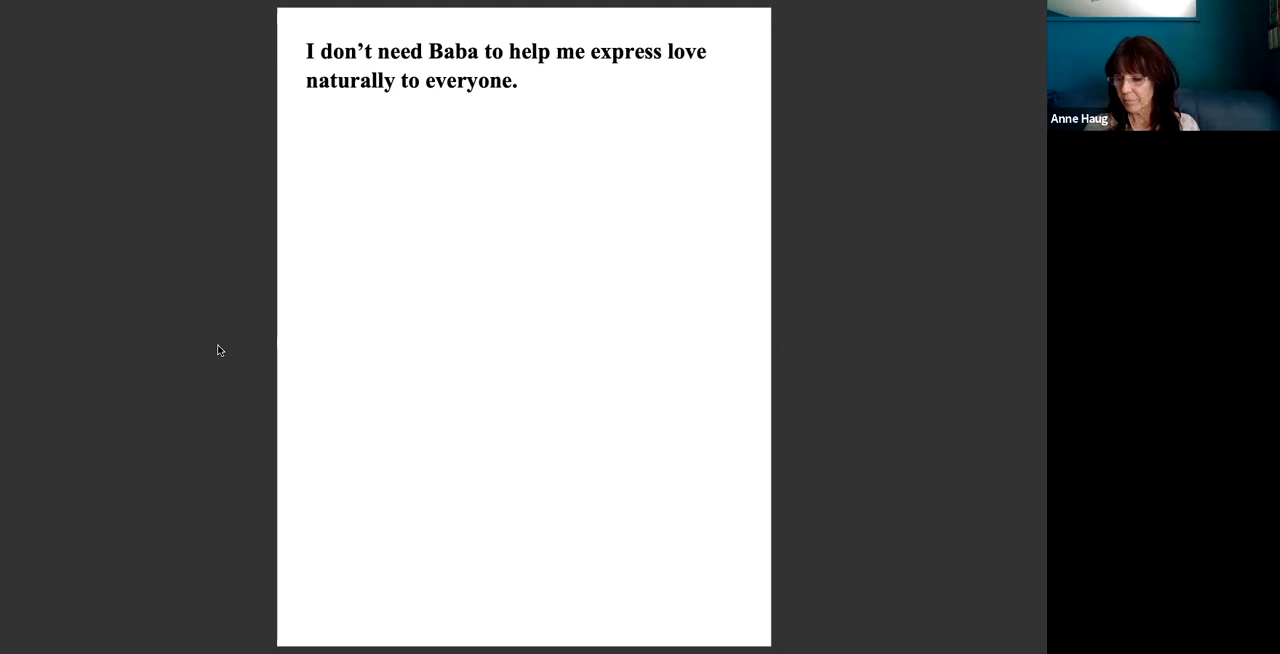 I don’t need Baba to help me express love
naturally to everyone.
Anne Haug